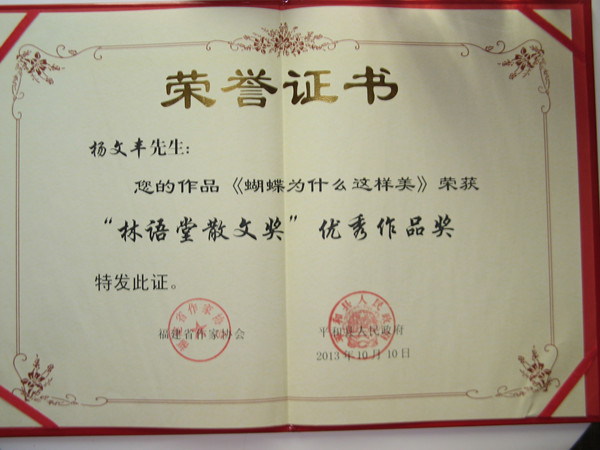 荣誉证书
杨文丰先生:
您的作品《蝴蝶为什么这样美》荣获
“林语堂散文奖”优秀作品奖
特发此证。
福建省作家协会
平和县人民政府
2013年10月10日